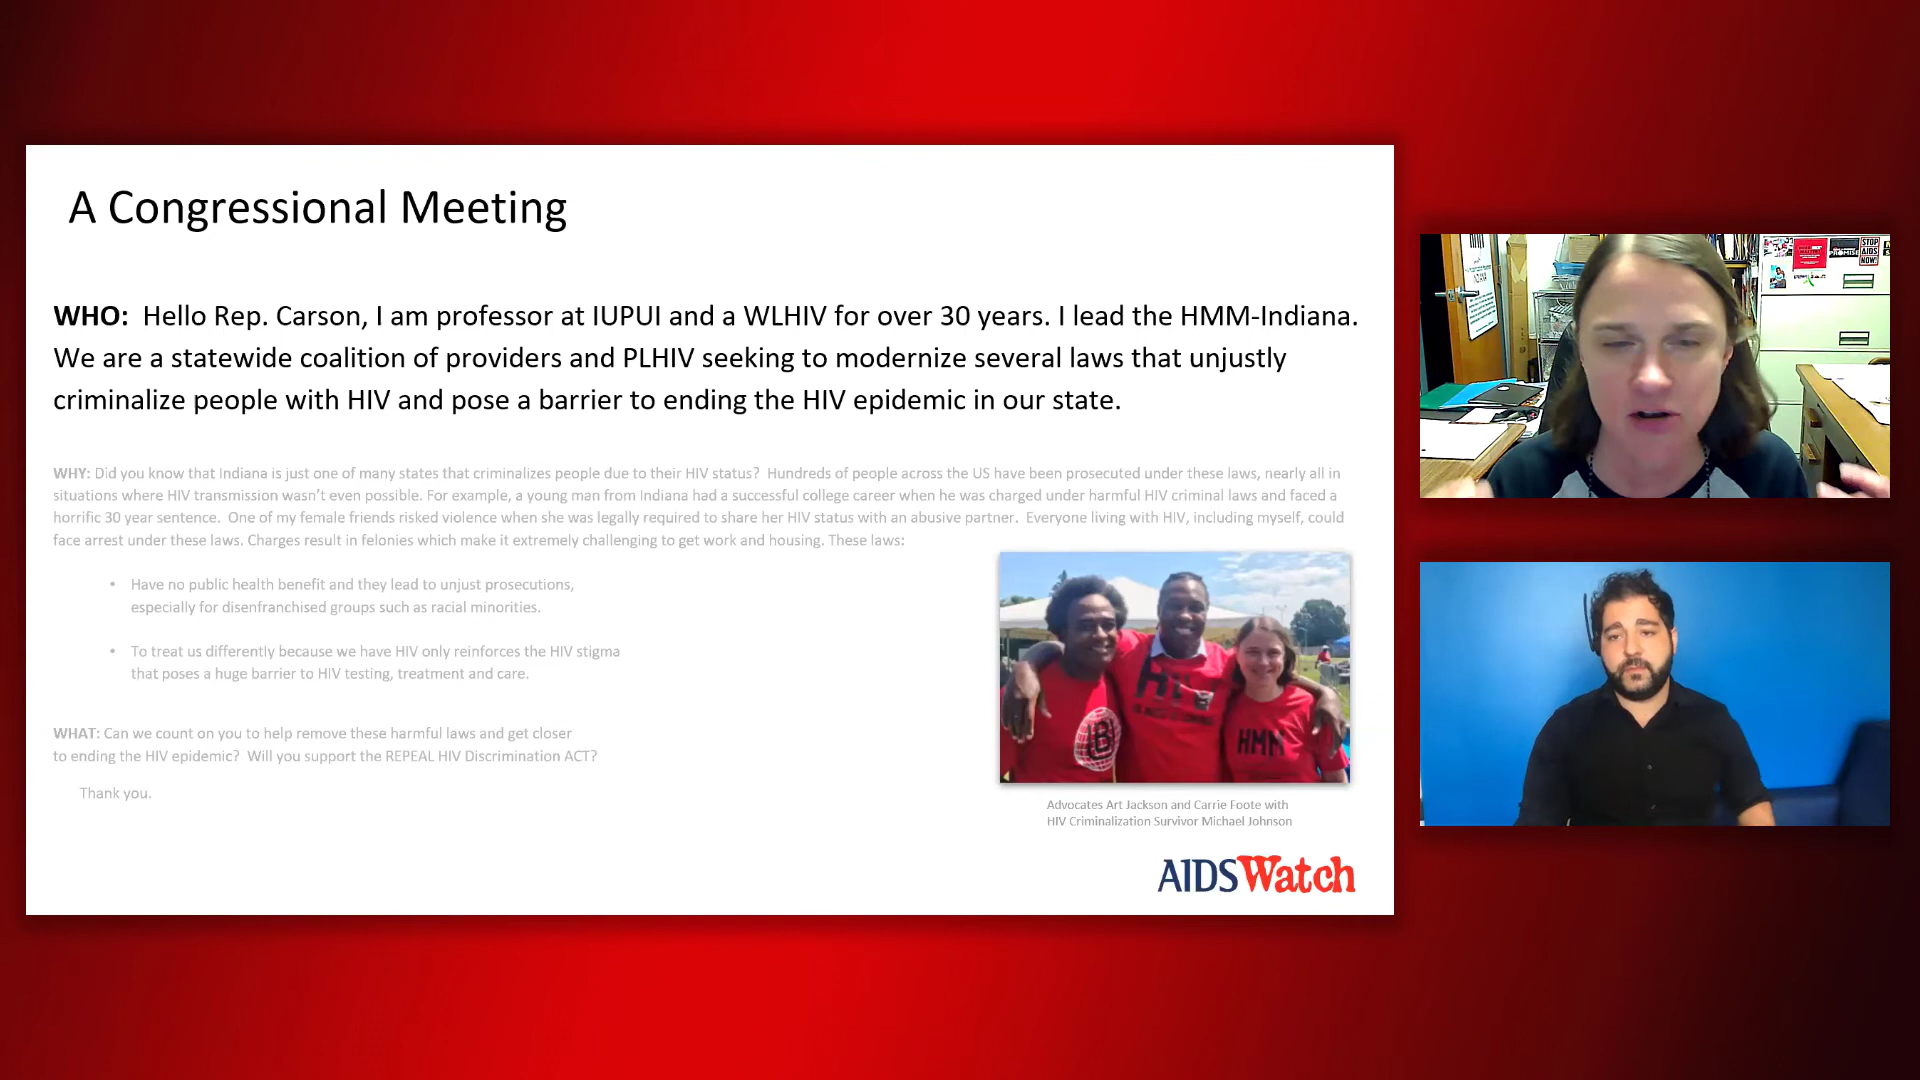 A Congressional Meeting
WHO: Hello Rep. Carson, I am professor at IUPUI and a WLHIV for over 30 years. I lead the HMM-Indiana.
We are a statewide coalition of providers and PLHIV seeking to modernize several laws that unjustly
criminalize people with HIV and pose a barrier to ending the HIV epidemic in our state.
WHY: Did you know that Indiana is just one of many states that criminalizes people due to their HIV status? Hundreds of people across the US have been prosecuted under these laws, nearly all in
situations where HIV transmission wasn't even possible. For example, a young man from Indiana had a successful college career when he was charged under harmful HIV criminal laws and faced a
horrific 30 year sentence. One of my female friends risked violence when she was legally required to share her HIV status with an abusive partner. Everyone living with HIV, including myself, could
face arrest under these laws. Charges result in felonies which make it extremely challenging to get work and housing. These laws:
• Have no public health benefit and they lead to unjust prosecutions,
especially for disenfranchised groups such as racial minorities.
• To treat us differently because we have HIV only reinforces the HIV stigma
that poses a huge barrier to HIV testing, treatment and care.
WHAT: Can we count on you to help remove these harmful laws and get closer
to ending the HIV epidemic? Will you support the REPEAL HIV Discrimination ACT?
Thank you.
HMM
Advocates Art Jackson and Carrie Foote with
HIV Criminalization Survivor Michael Johnson
AIDSWatch
STOP
AIDS
NOW!